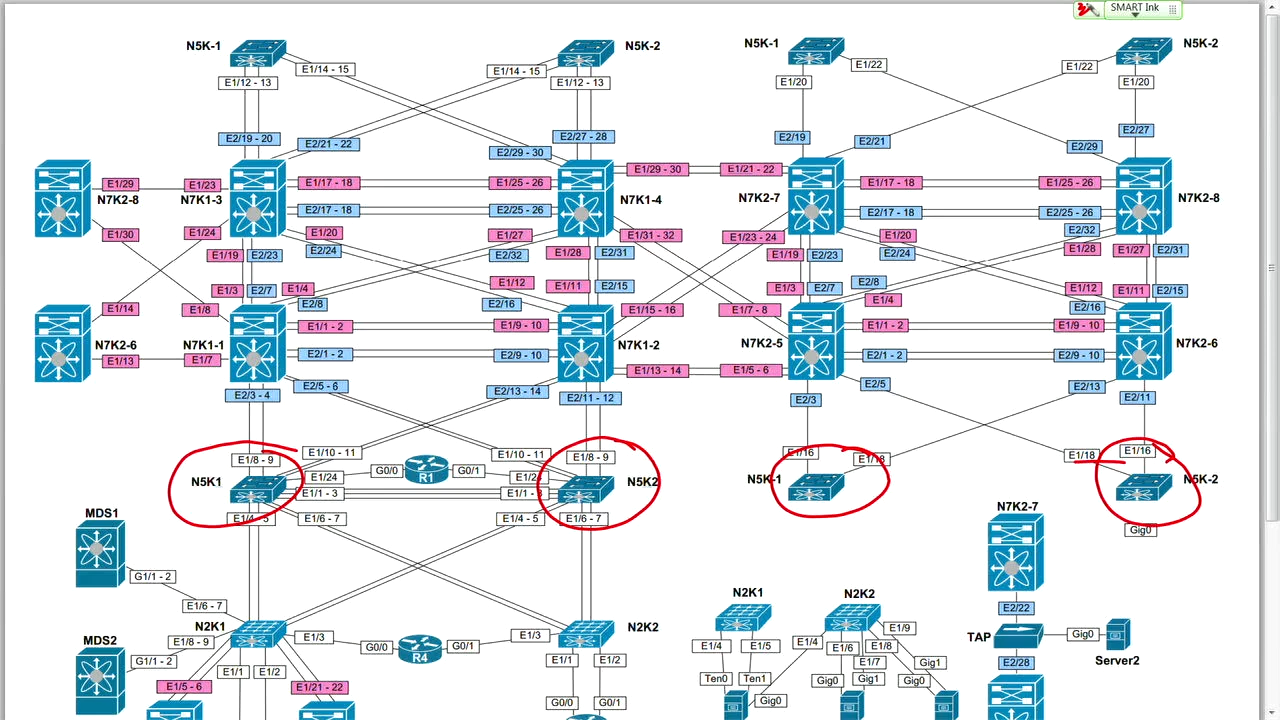 SMART Ink
N5K-1
N5K-2
N5K-1
N5K-2
E1/14 - 15
E1/14 - 15
E1/22
E1/22
E1/12 - 13
E1/12 - 13
E1/20
E1/20
E2/19 - 20
E2/21 - 22
E2/27 - 28
E2/29 - 30
E2/19
E2/21
E2/27
E2/29
E1/29 - 30
E1/21 - 22
E1/29
E1/23
E1/17 - 18
E1/25 - 26
E1/17 - 18
E1/25 - 26
N7K2-8
N7K1-3
N7K1-4
N7K2-7
N7K2-8
E2/17 - 18
E2/25 - 26
E2/17 - 18
E2/25 - 26
E1/30
E1/24
E1/20
E1/27
E1/31 - 32
E1/23 - 24
E1/20
E2/32
E2/24
E2/32
E2/24
E1/28
E1/19
E2/23
E1/28
E2/31
E1/19
E2/23
E1/27
E2/31
E1/3
E2/7
E1/4
E1/12
E1/11
E2/15
E1/3
E2/7
E2/8
E1/12
E1/11
E2/15
E2/8
E2/16
E1/4
E2/16
E1/14
E1/8
E1/15 - 16
E1/7 - 8
E1/1 - 2
E1/9 - 10
E1/1 - 2
E1/9 - 10
N7K2-6
N7K1-1
N7K1-2
N7K2-5
N7K2-6
E1/13
E1/7
E2/1 - 2
E2/9 - 10
E2/1 - 2
E2/9 - 10
E1/13 - 14
E1/5 - 6
E2/5 - 6
E2/13 - 14
E2/5
E2/13
E2/3 - 4
E2/11 - 12
E2/3
E2/11
E1/10 - 11
E1/10 - 11
E1/16
E1/18
E1/18
E1/16
E1/8 - 9
E1/8 - 9
G0/0
R1
G0/1
E1/24
N5K1
N5K2
N5K-1
N5K-2
E1/1 - 3
E1/6 - 7
E1/4 - 5
E1/6 - 7
Gig0
MDS1
N7K2-7
G1/1 - 2
E1/6 - 7
N2K1
N2K2
E2/22
MDS2
N2K1
N2K2
E1/8 - 9
E1/3
E1/3
G0/0
R4
G0/1
E1/4
E1/5
E1/4
E1/9
E1/6
E1/8
E1/7
TAP
Gig0
Server2
G1/1 - 2
E1/1
E1/2
E1/1
E1/2
Gig1
E2/28
E1/5 - 6
E1/21 - 22
Ten0
Ten1
Gig0
Gig1
Gig0
G0/0
G0/1
Gig0